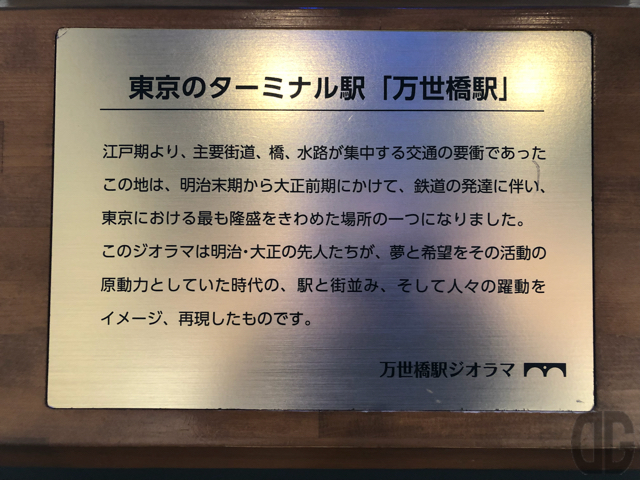 東京のターミナル駅「万世橋駅」
江戸期より、主要街道、橋、水路が集中する交通の要衝であった
この地は、明治末期から大正前期にかけて、鉄道の発達に伴い、
東京における最も隆盛をきわめた場所の一つになりました。
このジオラマは明治・大正の先人たちが、夢と希望をその活動の
原動力としていた時代の、駅と街並み、そして人々の躍動を
イメージ、再現したものです。
万世橋駅ジオラマ
DG